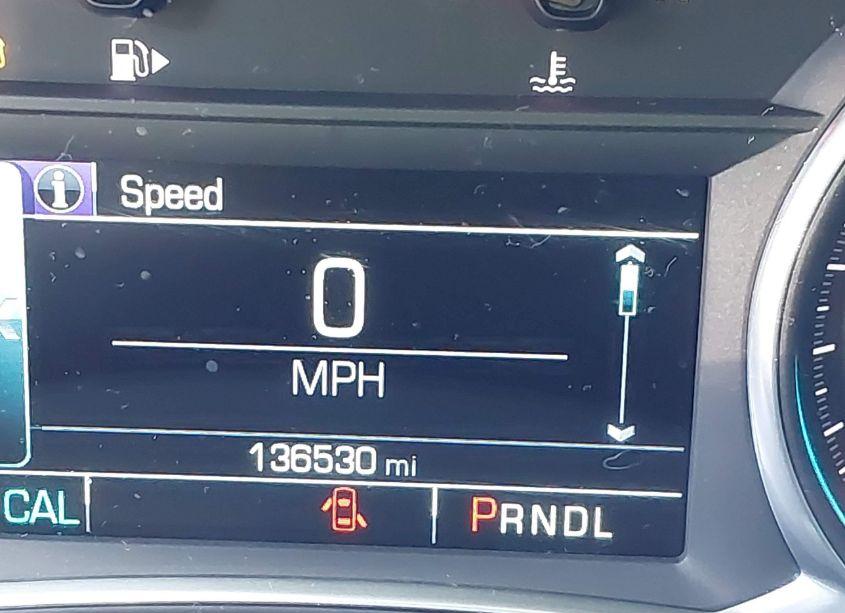 i Speed
0
MPH
136530 mi
CAL PRNDL